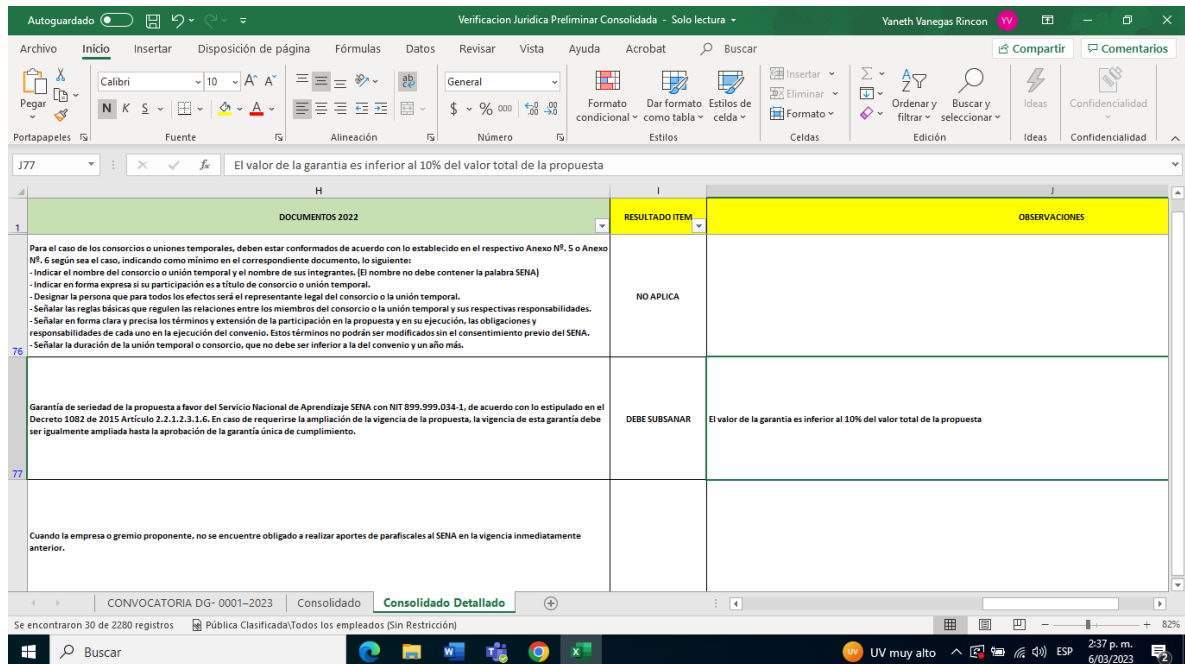 Autoguardado
Verificacion Juridica Preliminar Consolidada - Solo lectura
Yaneth Vanegas Rincon
YV
Archivo Inicio Insertar Disposición de página Fórmulas Datos Revisar Vista Ayuda Acrobat Buscar
Compartir Comentarios
Pegar
Calibri 10
General
N K S
$ % 000
Formato condicional
Dar formato como tabla
Estilos de celda
Insertar
Eliminar
Formato
Ordenar y filtrar
Buscar y seleccionar
Ideas
Confidencialidad
Portapapeles Fuente Alineación Número Estilos Celdas Edición Ideas Confidencialidad
J77 fx El valor de la garantia es inferior al 10% del valor total de la propuesta
H I J
1 DOCUMENTOS 2022 RESULTADO ITEM OBSERVACIONES
Para el caso de los consorcios o uniones temporales, deben estar conformados de acuerdo con lo establecido en el respectivo Anexo Nº. 5 o Anexo
Nº. 6 según sea el caso, indicando como mínimo en el correspondiente documento, lo siguiente:
- Indicar el nombre del consorcio o unión temporal y el nombre de sus integrantes. (El nombre no debe contener la palabra SENA)
- Indicar en forma expresa si su participación es a título de consorcio o unión temporal.
- Designar la persona que para todos los efectos será el representante legal del consorcio o la unión temporal.
- Señalar las reglas básicas que regulen las relaciones entre los miembros del consorcio o la unión temporal y sus respectivas responsabilidades.
- Señalar en forma clara y precisa los términos y extensión de la participación en la propuesta y en su ejecución, las obligaciones y
responsabilidades de cada uno en la ejecución del convenio. Estos términos no podrán ser modificados sin el consentimiento previo del SENA.
- Señalar la duración de la unión temporal o consorcio, que no debe ser inferior a la del convenio y un año más.
NO APLICA
76
Garantía de seriedad de la propuesta a favor del Servicio Nacional de Aprendizaje SENA con NIT 899.999.034-1, de acuerdo con lo estipulado en el
Decreto 1082 de 2015 Artículo 2.2.1.2.3.1.6. En caso de requerirse la ampliación de la vigencia de la propuesta, la vigencia de esta garantía debe
ser igualmente ampliada hasta la aprobación de la garantía única de cumplimiento.
DEBE SUBSANAR
El valor de la garantia es inferior al 10% del valor total de la propuesta
77
Cuando la empresa o gremio proponente, no se encuentre obligado a realizar aportes de parafiscales al SENA en la vigencia inmediatamente
anterior.
CONVOCATORIA DG- 0001–2023 Consolidado Consolidado Detallado
Se encontraron 30 de 2280 registros Pública Clasificada\Todos los empleados (Sin Restricción) 82%
Buscar
UV UV muy alto ESP
2:37 p. m.
6/03/2023
2